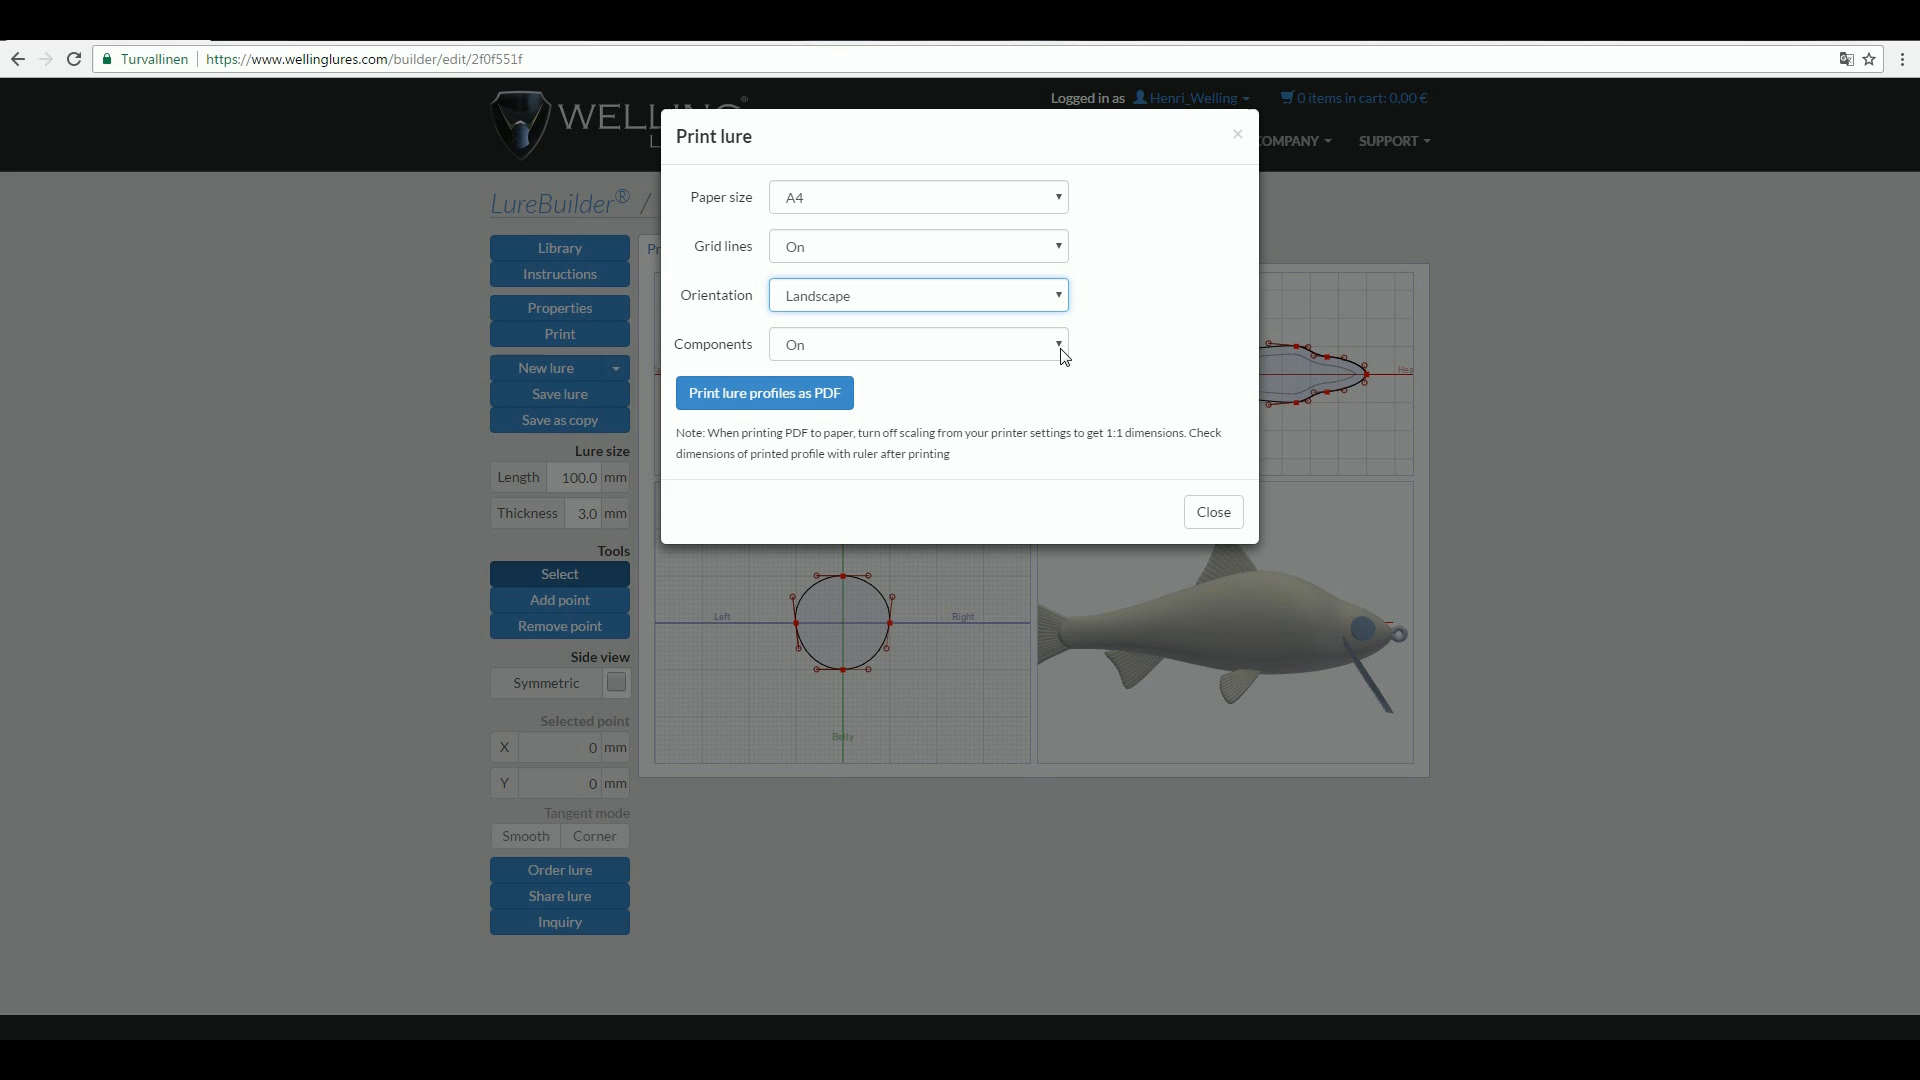 Turvallinen https://www.wellinglures.com/builder/edit/2f0f551f
Logged in as Henri_Welling 0 items in cart: 0,00 €
WELLING
COMPANY SUPPORT
Print lure ×
LureBuilder® /
Paper size A4
Grid lines On
Orientation Landscape
Components On
Print lure profiles as PDF
Note: When printing PDF to paper, turn off scaling from your printer settings to get 1:1 dimensions. Check
dimensions of printed profile with ruler after printing
Close
Library
Instructions
Properties
Print
New lure
Save lure
Save as copy
Lure size
Length 100.0 mm
Thickness 3.0 mm
Tools
Select
Add point
Remove point
Side view
Symmetric
Selected point
X 0 mm
Y 0 mm
Tangent mode
Smooth Corner
Order lure
Share lure
Inquiry
Left Right
Belly